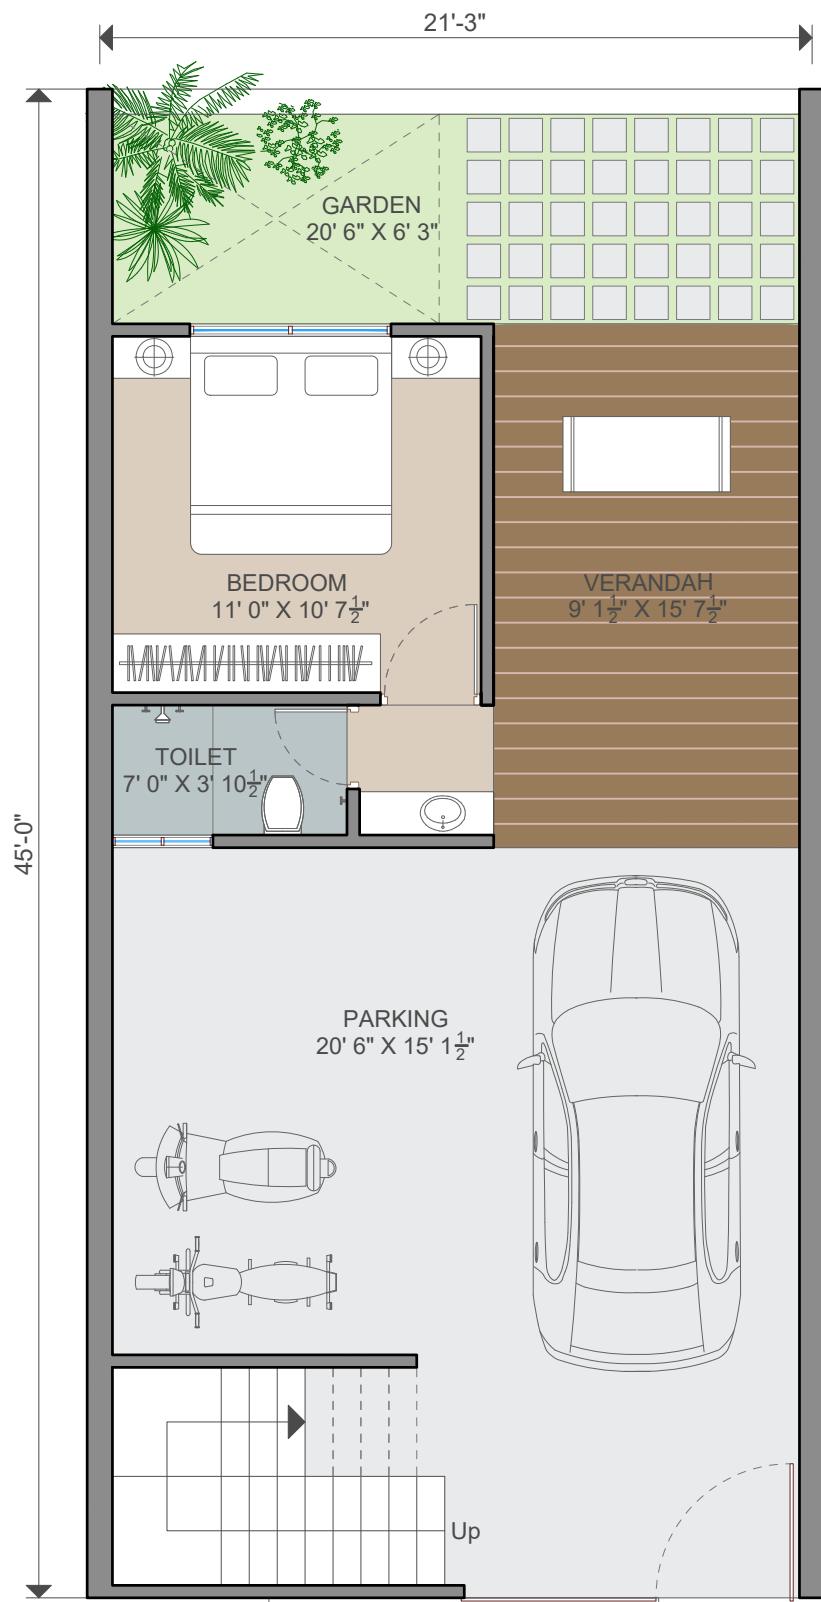 21'-3"
GARDEN
20' 6" X 6' 3"
BEDROOM
11' 0" X 10' 7½"
VERANDAH
9' 1½" X 15' 7½"
TOILET
7' 0" X 3' 10½"
45'-0"
PARKING
20' 6" X 15' 1½"
Up